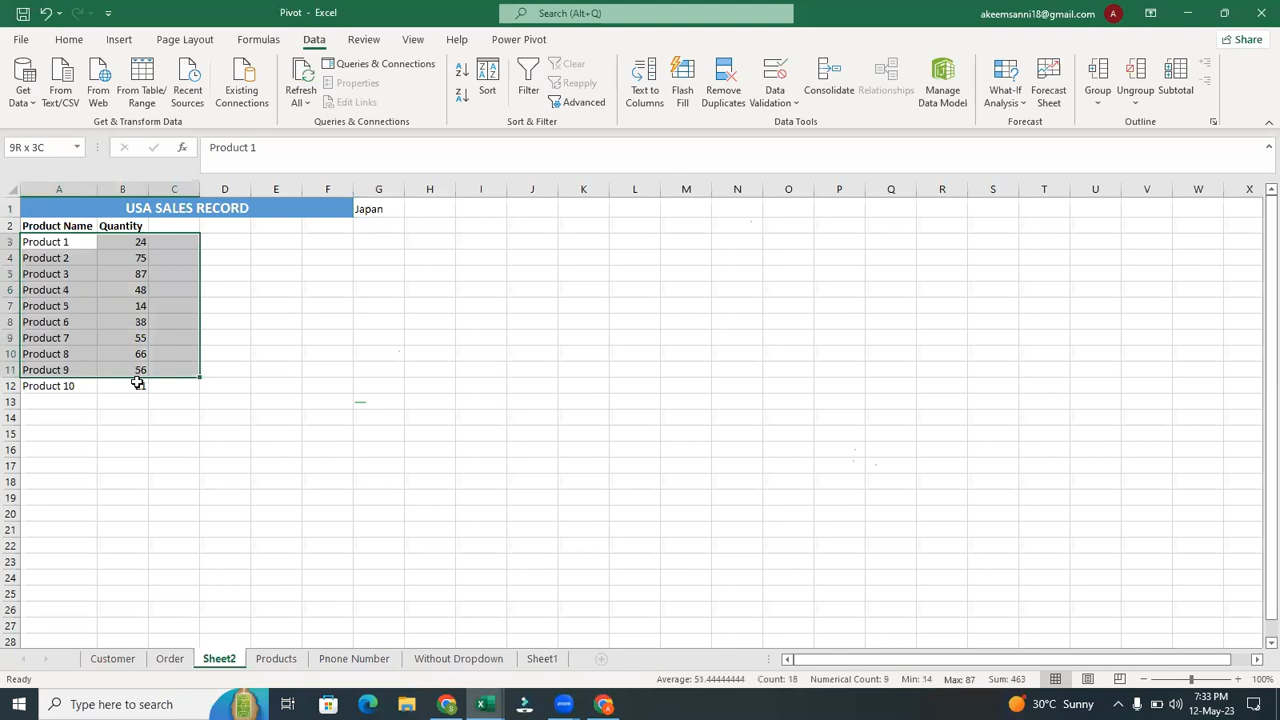 Pivot - Excel
Search (Alt+Q)
akeemsanni18@gmail.com A
File Home Insert Page Layout Formulas Data Review View Help Power Pivot Share
Get Data
From Text/CSV
From Web
From Table/ Range
Recent Sources
Existing Connections
Get & Transform Data
Refresh All
Queries & Connections
Properties
Edit Links
Queries & Connections
Sort
Filter
Clear
Reapply
Advanced
Sort & Filter
Text to Columns
Flash Fill
Remove Duplicates
Data Validation
Consolidate
Relationships
Manage Data Model
Data Tools
What-If Analysis
Forecast Sheet
Forecast
Group
Ungroup
Subtotal
Outline
9R x 3C fx Product 1
A B C D E F G H I J K L M N O P Q R S T U V W X
1 USA SALES RECORD Japan
2 Product Name Quantity
3 Product 1 24
4 Product 2 75
5 Product 3 87
6 Product 4 48
7 Product 5 14
8 Product 6 38
9 Product 7 55
10 Product 8 66
11 Product 9 56
12 Product 10
13
14
15
16
17
18
19
20
21
22
23
24
25
26
27
28
Customer Order Sheet2 Products Pnone Number Without Dropdown Sheet1
Ready Average: 51.44444444 Count: 18 Numerical Count: 9 Min: 14 Max: 87 Sum: 463 100%
Type here to search 30°C Sunny 7:33 PM
12-May-23